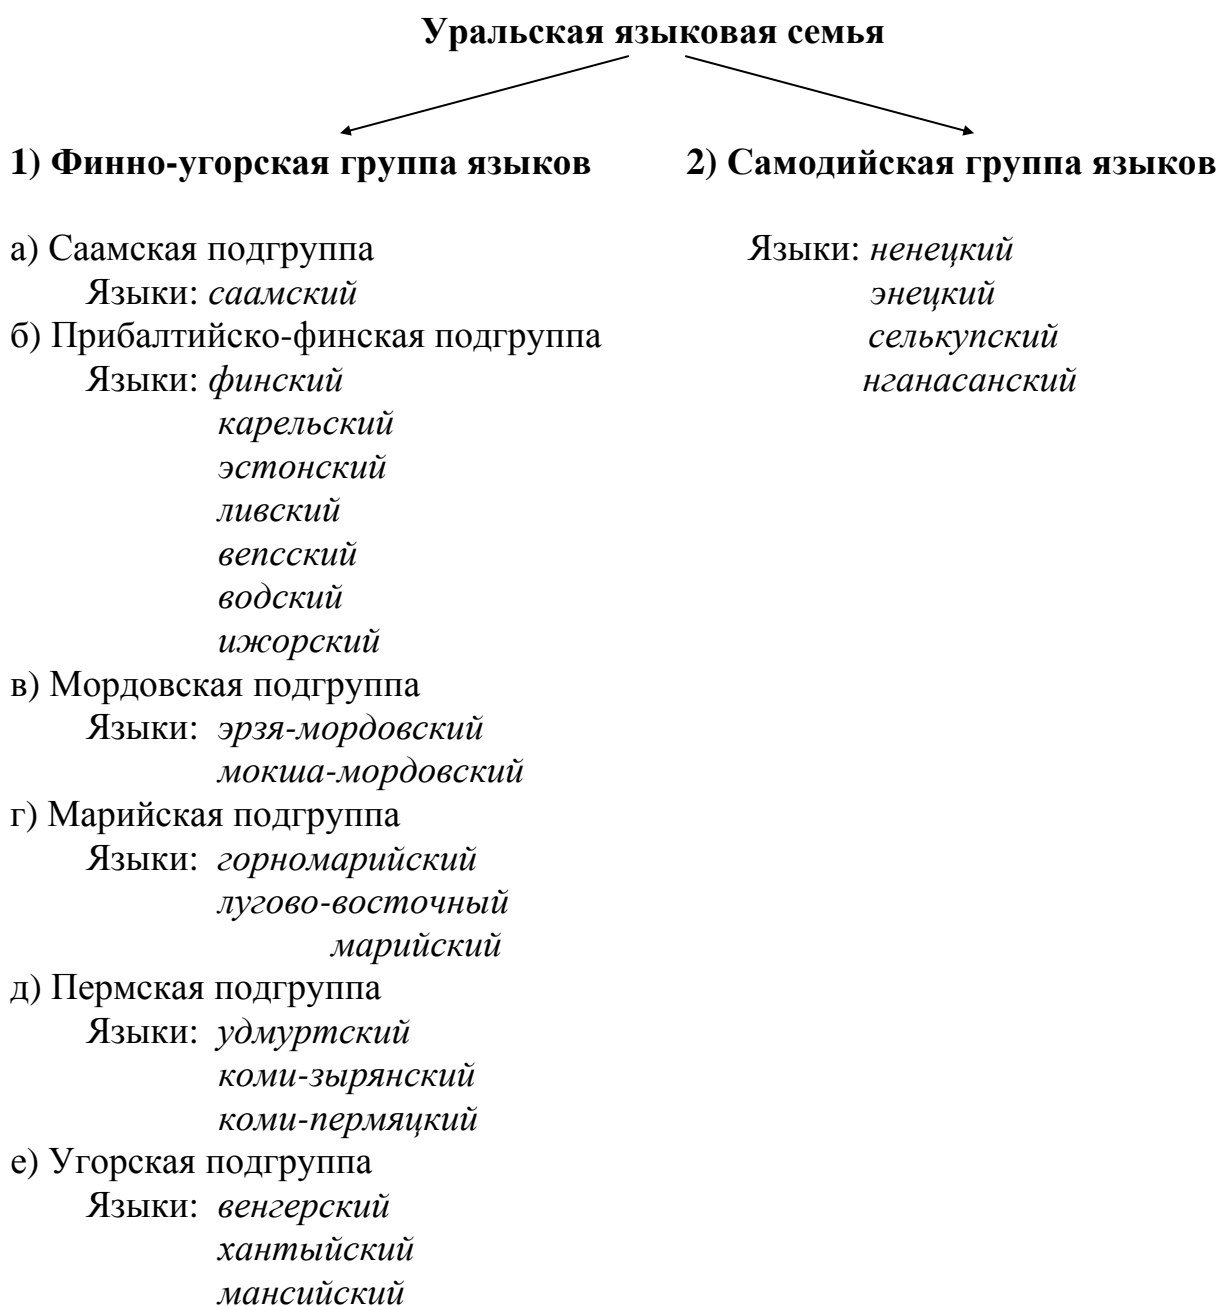 Уральская языковая семья
1) Финно-угорская группа языков
а) Саамская подгруппа
Языки: саамский
б) Прибалтийско-финская подгруппа
Языки: финский
карельский
эстонский
ливский
вепсский
водский
ижорский
в) Мордовская подгруппа
Языки: эрзя-мордовский
мокша-мордовский
г) Марийская подгруппа
Языки: горномарийский
лугово-восточный
марийский
д) Пермская подгруппа
Языки: удмуртский
коми-зырянский
коми-пермяцкий
е) Угорская подгруппа
Языки: венгерский
хантыйский
мансийский
2) Самодийская группа языков
Языки: ненецкий
энецкий
селькупский
нганасанский